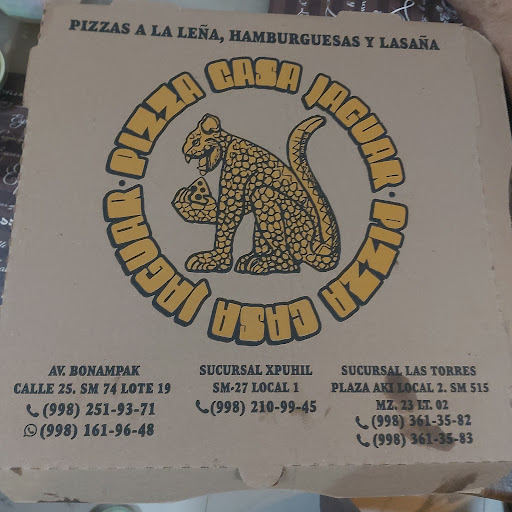 PIZZAS A LA LEÑA, HAMBURGUESAS Y LASAÑA
PIZZA CASA JAGUAR · PIZZA CASA JAGUAR ·
AV. BONAMPAK
CALLE 25, SM 74 LOTE 19
(998) 251-93-71
(998) 161-96-48
SUCURSAL XPUHIL
SM-27 LOCAL 1
(998) 210-99-45
SUCURSAL LAS TORRES
PLAZA AKI LOCAL 2. SM 515
MZ. 23 LT. 02
(998) 361-35-82
(998) 361-35-83